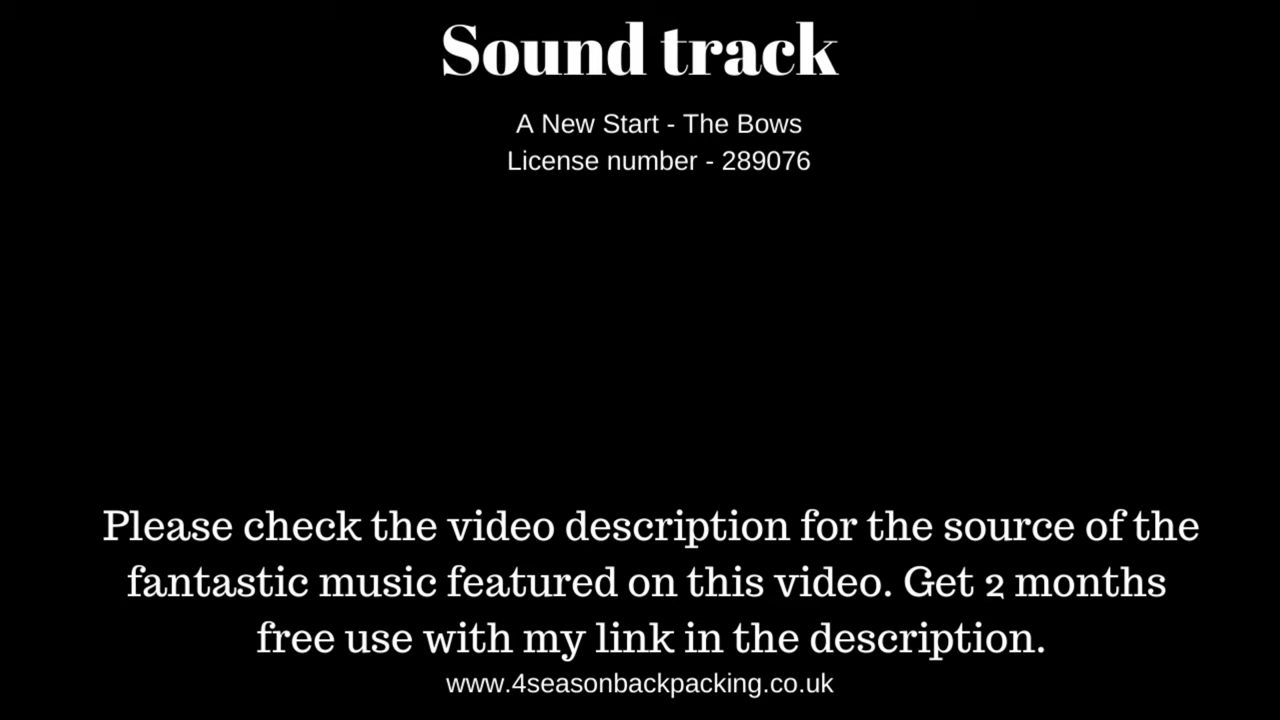 Sound track
A New Start - The Bows
License number - 289076
Please check the video description for the source of the
fantastic music featured on this video. Get 2 months
free use with my link in the description.
www.4seasonbackpacking.co.uk